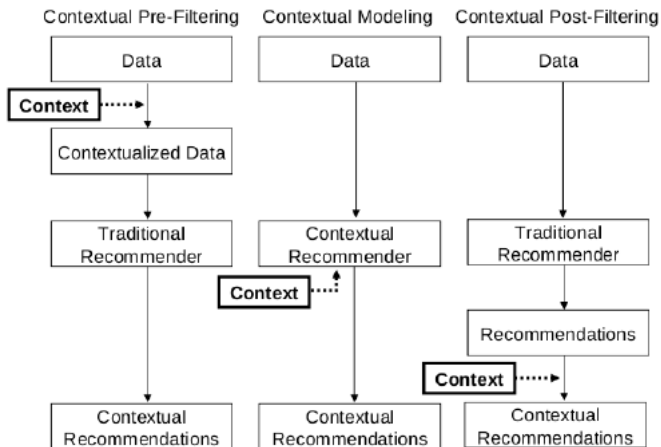 Contextual Pre-Filtering
Contextual Modeling
Contextual Post-Filtering
Data
Data
Data
Context
Contextualized Data
Traditional
Recommender
Contextual
Recommender
Traditional
Recommender
Context
Recommendations
Context
Contextual
Recommendations
Contextual
Recommendations
Contextual
Recommendations